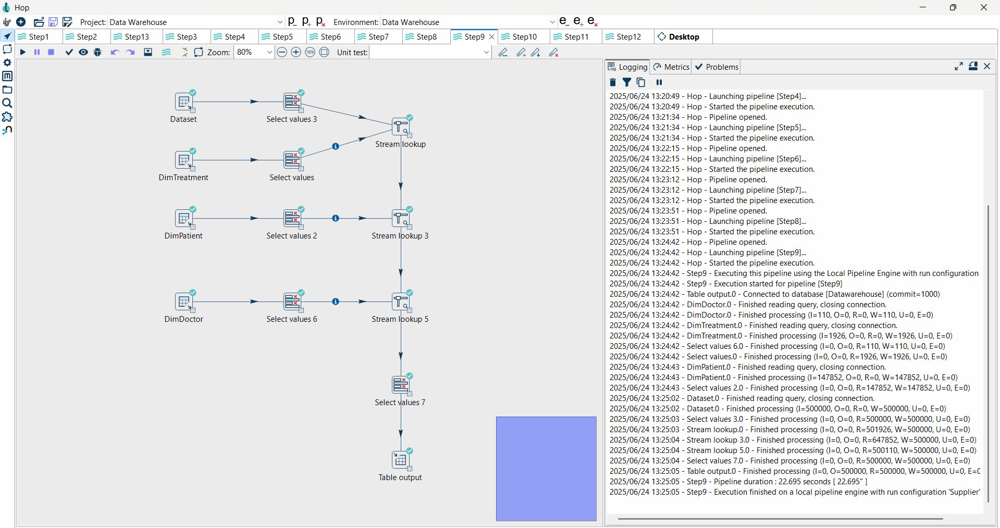 Hop
Project: Data Warehouse
Environment: Data Warehouse
Step1 Step2 Step13 Step3 Step4 Step5 Step6 Step7 Step8 Step9 Step10 Step11 Step12 Desktop
Zoom: 80% 100% Unit test:
Dataset
Select values 3
Stream lookup
DimTreatment
Select values
DimPatient
Select values 2
Stream lookup 3
DimDoctor
Select values 6
Stream lookup 5
Select values 7
Table output
Logging Metrics Problems
2025/06/24 13:20:49 - Hop - Launching pipeline [Step4]...
2025/06/24 13:20:49 - Hop - Started the pipeline execution.
2025/06/24 13:21:34 - Hop - Pipeline opened.
2025/06/24 13:21:34 - Hop - Launching pipeline [Step5]...
2025/06/24 13:21:34 - Hop - Started the pipeline execution.
2025/06/24 13:22:15 - Hop - Pipeline opened.
2025/06/24 13:22:15 - Hop - Launching pipeline [Step6]...
2025/06/24 13:22:15 - Hop - Started the pipeline execution.
2025/06/24 13:23:12 - Hop - Pipeline opened.
2025/06/24 13:23:12 - Hop - Launching pipeline [Step7]...
2025/06/24 13:23:12 - Hop - Started the pipeline execution.
2025/06/24 13:23:51 - Hop - Pipeline opened.
2025/06/24 13:23:51 - Hop - Launching pipeline [Step8]...
2025/06/24 13:23:51 - Hop - Started the pipeline execution.
2025/06/24 13:24:42 - Hop - Pipeline opened.
2025/06/24 13:24:42 - Hop - Launching pipeline [Step9]...
2025/06/24 13:24:42 - Hop - Started the pipeline execution.
2025/06/24 13:24:42 - Step9 - Executing this pipeline using the Local Pipeline Engine with run configuration
2025/06/24 13:24:42 - Step9 - Execution started for pipeline [Step9]
2025/06/24 13:24:42 - Table output.0 - Connected to database [Datawarehouse] (commit=1000)
2025/06/24 13:24:42 - DimDoctor.0 - Finished reading query, closing connection.
2025/06/24 13:24:42 - DimDoctor.0 - Finished processing (I=110, O=0, R=0, W=110, U=0, E=0)
2025/06/24 13:24:42 - DimTreatment.0 - Finished reading query, closing connection.
2025/06/24 13:24:42 - DimTreatment.0 - Finished processing (I=1926, O=0, R=0, W=1926, U=0, E=0)
2025/06/24 13:24:42 - Select values 6.0 - Finished processing (I=0, O=0, R=110, W=110, U=0, E=0)
2025/06/24 13:24:42 - Select values.0 - Finished processing (I=0, O=0, R=1926, W=1926, U=0, E=0)
2025/06/24 13:24:43 - DimPatient.0 - Finished reading query, closing connection.
2025/06/24 13:24:43 - DimPatient.0 - Finished processing (I=147852, O=0, R=0, W=147852, U=0, E=0)
2025/06/24 13:24:43 - Select values 2.0 - Finished processing (I=0, O=0, R=147852, W=147852, U=0, E=0)
2025/06/24 13:25:02 - Dataset.0 - Finished reading query, closing connection.
2025/06/24 13:25:02 - Dataset.0 - Finished processing (I=500000, O=0, R=0, W=500000, U=0, E=0)
2025/06/24 13:25:03 - Select values 3.0 - Finished processing (I=0, O=0, R=500000, W=500000, U=0, E=0)
2025/06/24 13:25:03 - Stream lookup.0 - Finished processing (I=0, O=0, R=501926, W=500000, U=0, E=0)
2025/06/24 13:25:04 - Stream lookup 3.0 - Finished processing (I=0, O=0, R=647852, W=500000, U=0, E=0)
2025/06/24 13:25:04 - Stream lookup 5.0 - Finished processing (I=0, O=0, R=500110, W=500000, U=0, E=0)
2025/06/24 13:25:04 - Select values 7.0 - Finished processing (I=0, O=0, R=500000, W=500000, U=0, E=0)
2025/06/24 13:25:05 - Table output.0 - Finished processing (I=0, O=500000, R=500000, W=500000, U=0, E=0
2025/06/24 13:25:05 - Step9 - Pipeline duration : 22.695 seconds [ 22.695" ]
2025/06/24 13:25:05 - Step9 - Execution finished on a local pipeline engine with run configuration 'Supplier'